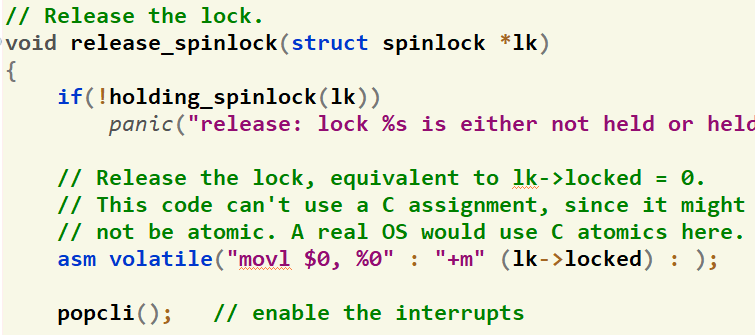 // Release the lock.
void release_spinlock(struct spinlock *lk)
{
if(!holding_spinlock(lk))
panic("release: lock %s is either not held or held
// Release the lock, equivalent to lk->locked = 0.
// This code can't use a C assignment, since it might
// not be atomic. A real OS would use C atomics here.
asm volatile("movl $0, %0" : "+m" (lk->locked) : );
popcli();   // enable the interrupts